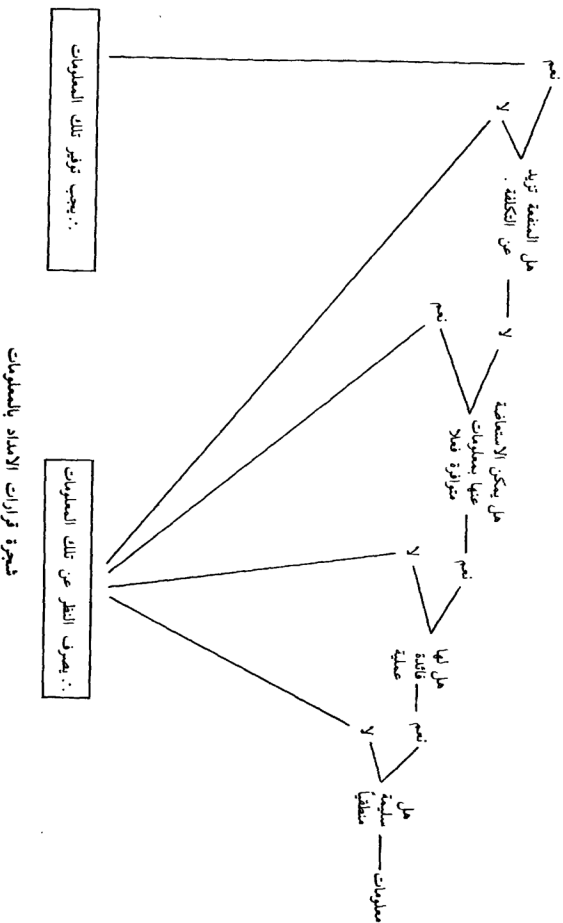 معلومات
هل
سليمة
منطقياً
نعم
لا
هل لها
فائدة
عملية
نعم
لا
هل يمكن الاستعاضة
عنها بمعلومات
متوافرة فعلا
لا
نعم
هل المنفعة تزيد
عن التكلفة .
نعم
لا
∴ يصرف النظر عن تلك المعلومات
∴ يجب توفير تلك المعلومات
شجرة قرارات الامداد بالمعلومات